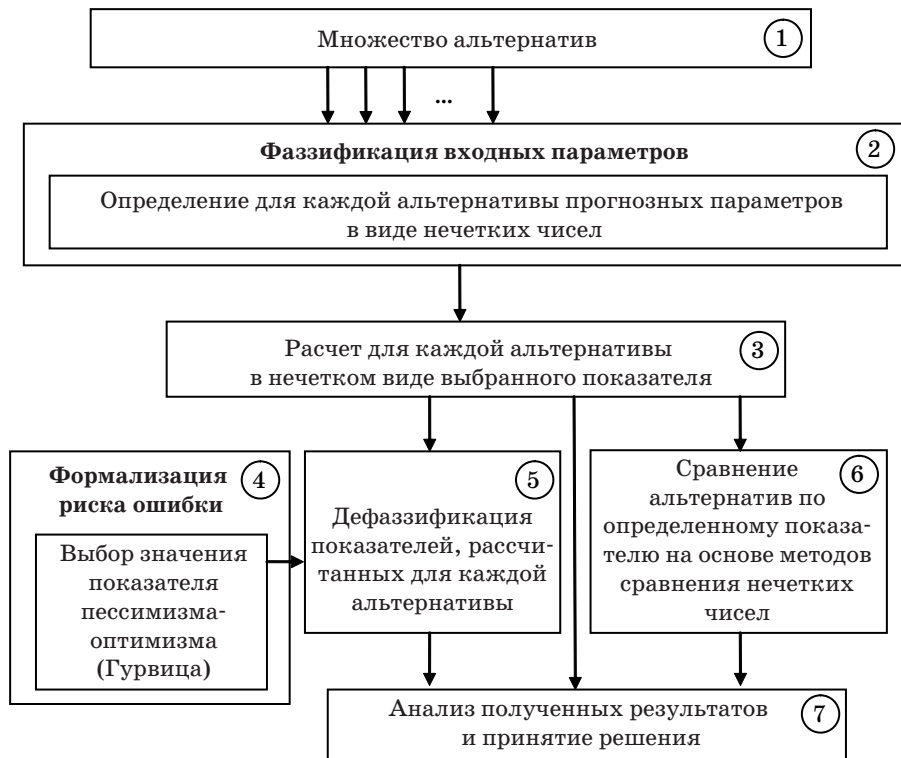 Множество альтернатив
1
...
Фаззификация входных параметров
2
Определение для каждой альтернативы прогнозных параметров
в виде нечетких чисел
Расчет для каждой альтернативы
в нечетком виде выбранного показателя
3
Формализация
риска ошибки
4
Выбор значения
показателя
пессимизма-
оптимизма
(Гурвица)
5
Дефаззификация
показателей, рассчи-
танных для каждой
альтернативы
6
Сравнение
альтернатив по
определенному показа-
телю на основе методов
сравнения нечетких
чисел
Анализ полученных результатов
и принятие решения
7